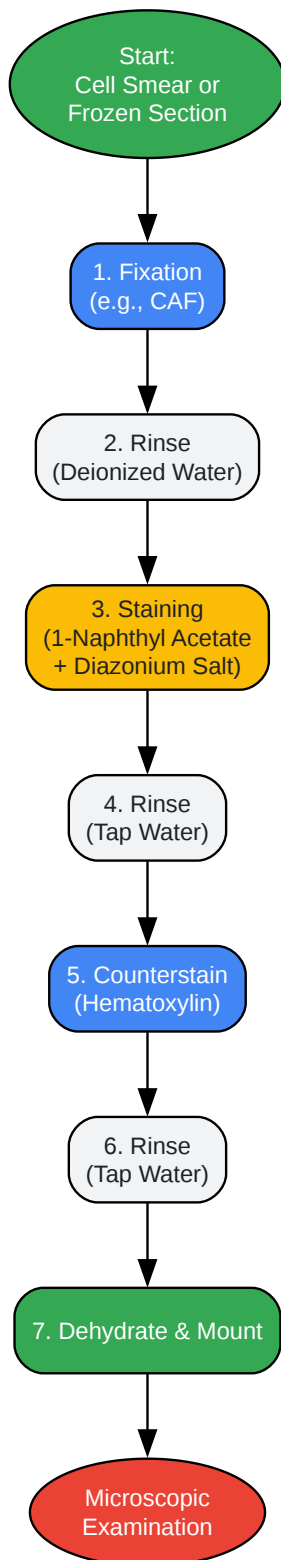 Start:
Cell Smear or
Frozen Section
1. Fixation
(e.g., CAF)
2. Rinse
(Deionized Water)
3. Staining
(1-Naphthyl Acetate
+ Diazonium Salt)
4. Rinse
(Tap Water)
5. Counterstain
(Hematoxylin)
6. Rinse
(Tap Water)
7. Dehydrate & Mount
Microscopic
Examination